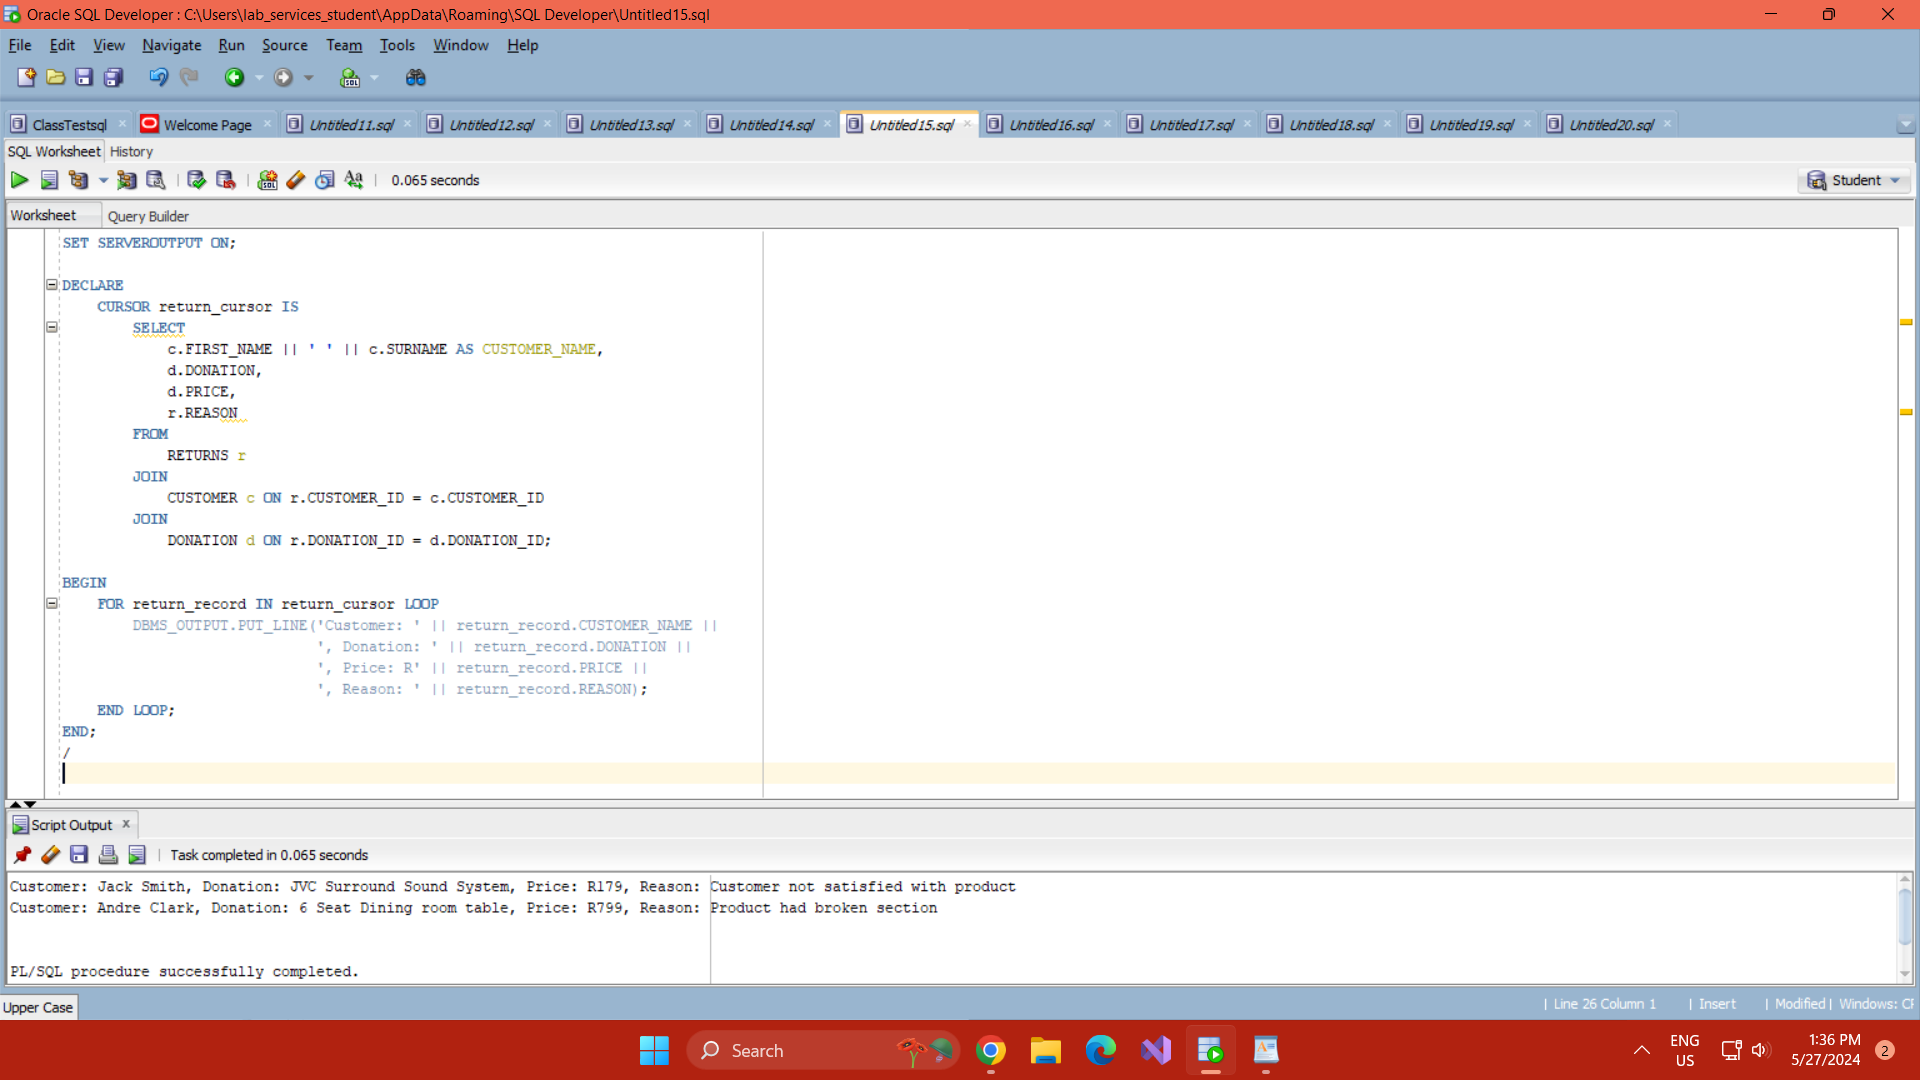 Oracle SQL Developer : C:\Users\lab_services_student\AppData\Roaming\SQL Developer\Untitled15.sql
File Edit View Navigate Run Source Team Tools Window Help
ClassTestsql Welcome Page Untitled11.sql Untitled12.sql Untitled13.sql Untitled14.sql Untitled15.sql Untitled16.sql Untitled17.sql Untitled18.sql Untitled19.sql Untitled20.sql
SQL Worksheet History
0.065 seconds Student
Worksheet Query Builder
SET SERVEROUTPUT ON;
DECLARE
CURSOR return_cursor IS
SELECT
c.FIRST_NAME || ' ' || c.SURNAME AS CUSTOMER_NAME,
d.DONATION,
d.PRICE,
r.REASON
FROM
RETURNS r
JOIN
CUSTOMER c ON r.CUSTOMER_ID = c.CUSTOMER_ID
JOIN
DONATION d ON r.DONATION_ID = d.DONATION_ID;
BEGIN
FOR return_record IN return_cursor LOOP
DBMS_OUTPUT.PUT_LINE('Customer: ' || return_record.CUSTOMER_NAME ||
', Donation: ' || return_record.DONATION ||
', Price: R' || return_record.PRICE ||
', Reason: ' || return_record.REASON);
END LOOP;
END;
/
Script Output
Task completed in 0.065 seconds
Customer: Jack Smith, Donation: JVC Surround Sound System, Price: R179, Reason: Customer not satisfied with product
Customer: Andre Clark, Donation: 6 Seat Dining room table, Price: R799, Reason: Product had broken section
PL/SQL procedure successfully completed.
Upper Case | Line 26 Column 1 | Insert | Modified | Windows: CR
Search ENG US 1:36 PM 5/27/2024 2